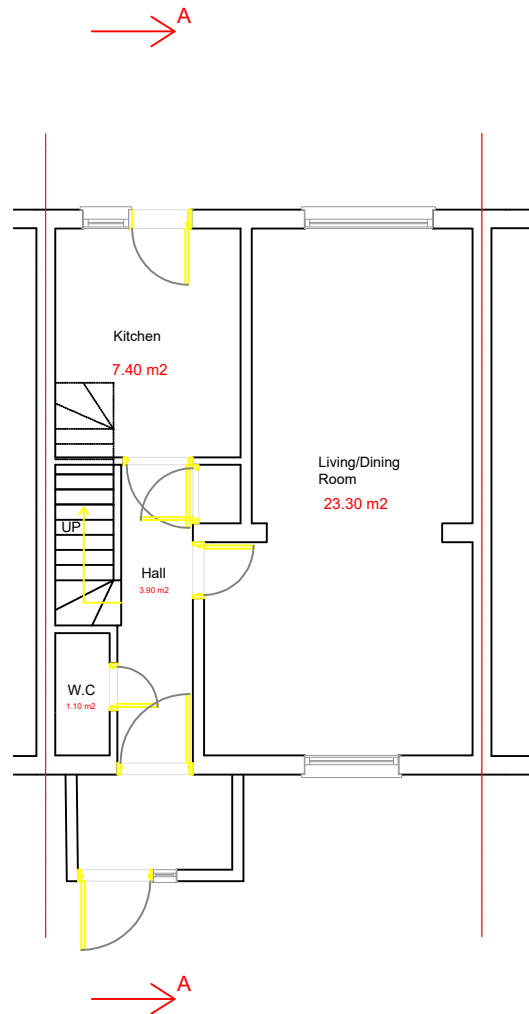 A
Kitchen
7.40 m2
Living/Dining
Room
23.30 m2
UP
Hall
3.90 m2
W.C
1.10 m2
A